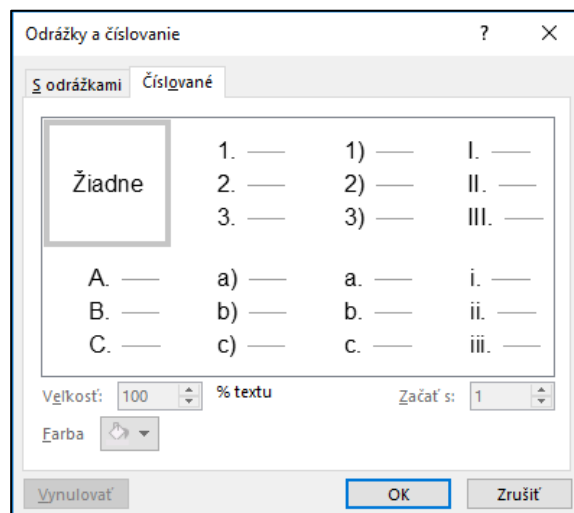 Odrážky a číslovanie ? ×
S odrážkami Číslované
Žiadne
1.
2.
3.
1)
2)
3)
I.
II.
III.
A.
B.
C.
a)
b)
c)
a.
b.
c.
i.
ii.
iii.
Veľkosť: 100 % textu Začať s: 1
Farba
Vynulovať OK Zrušiť